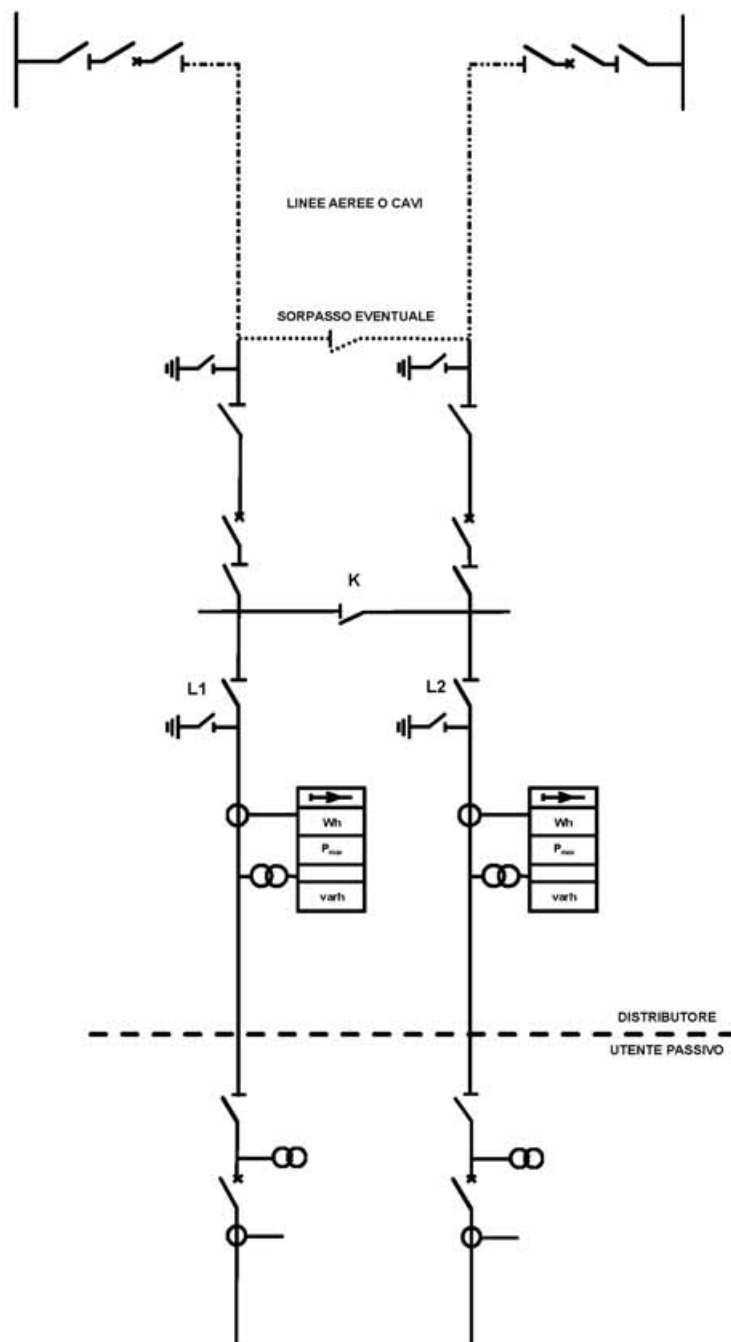 LINEE AEREE O CAVI
SORPASSO EVENTUALE
K
L1
L2
Wh
Pmax
varh
Wh
Pmax
varh
DISTRIBUTORE
UTENTE PASSIVO